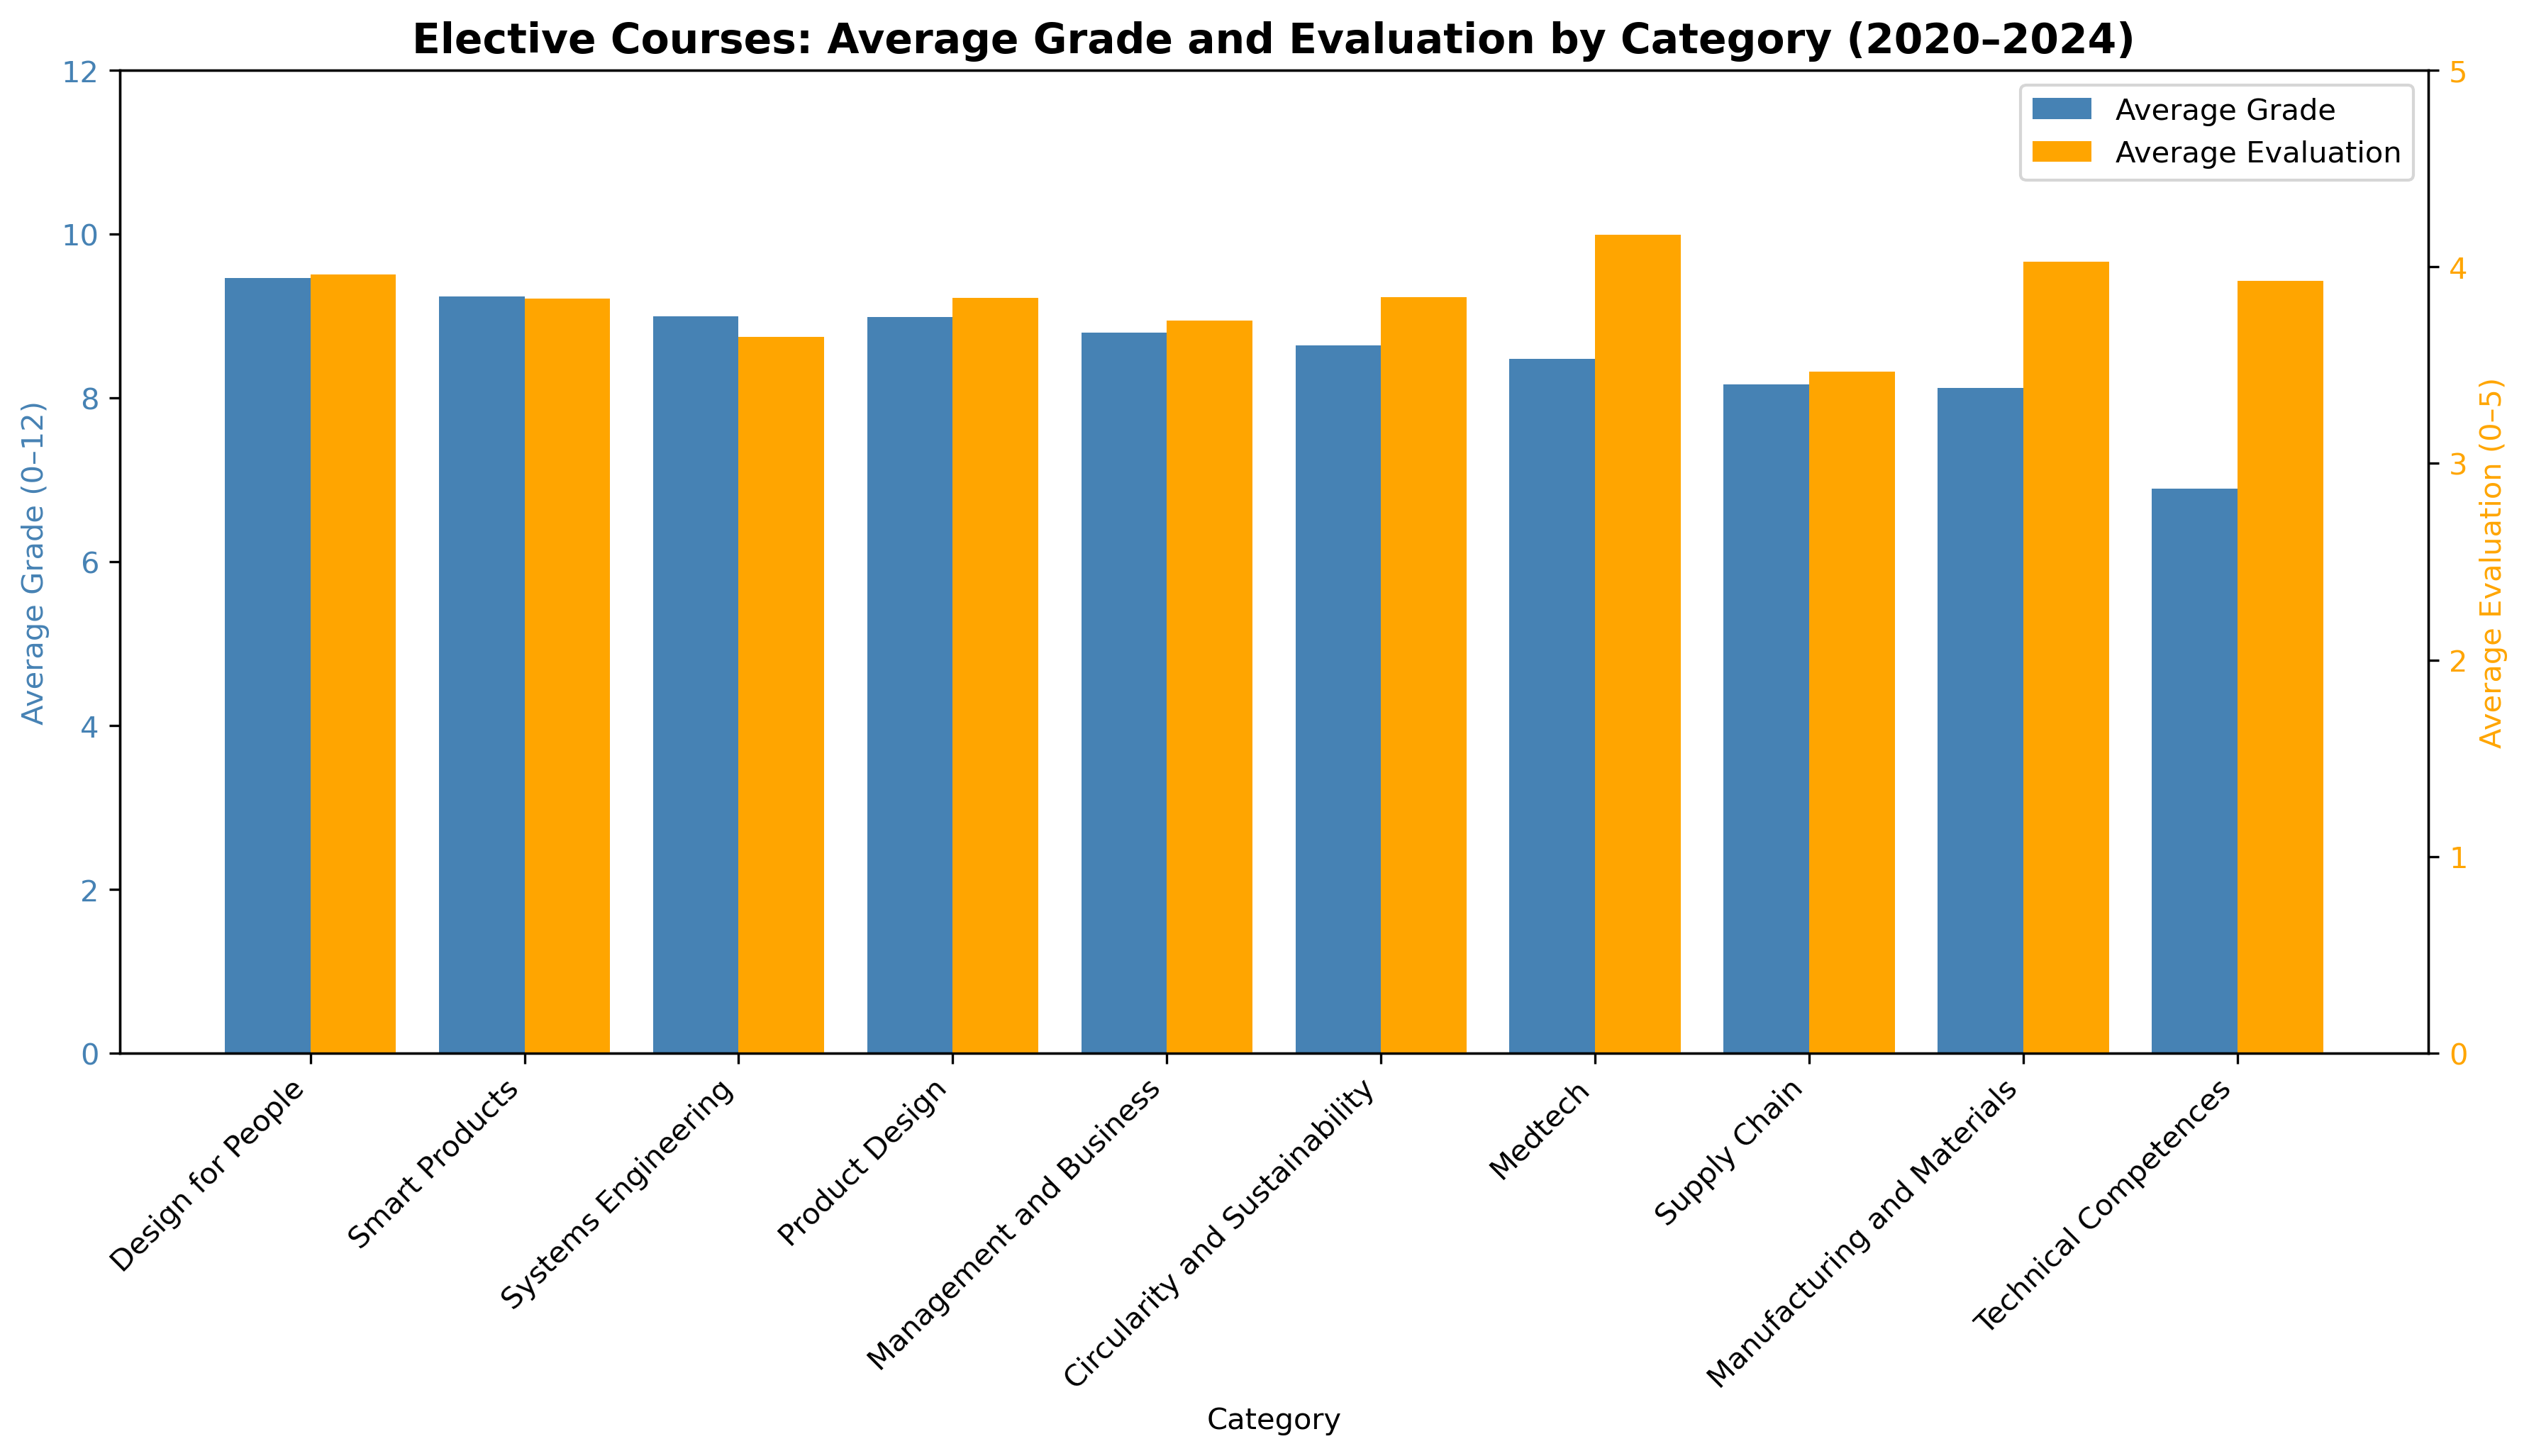 Elective Courses: Average Grade and Evaluation by Category (2020–2024)
Average Grade
Average Evaluation
Average Grade (0–12)
12
10
8
6
4
2
0
Average Evaluation (0–5)
5
4
3
2
1
0
Design for People
Smart Products
Systems Engineering
Product Design
Management and Business
Circularity and Sustainability
Medtech
Supply Chain
Manufacturing and Materials
Technical Competences
Category